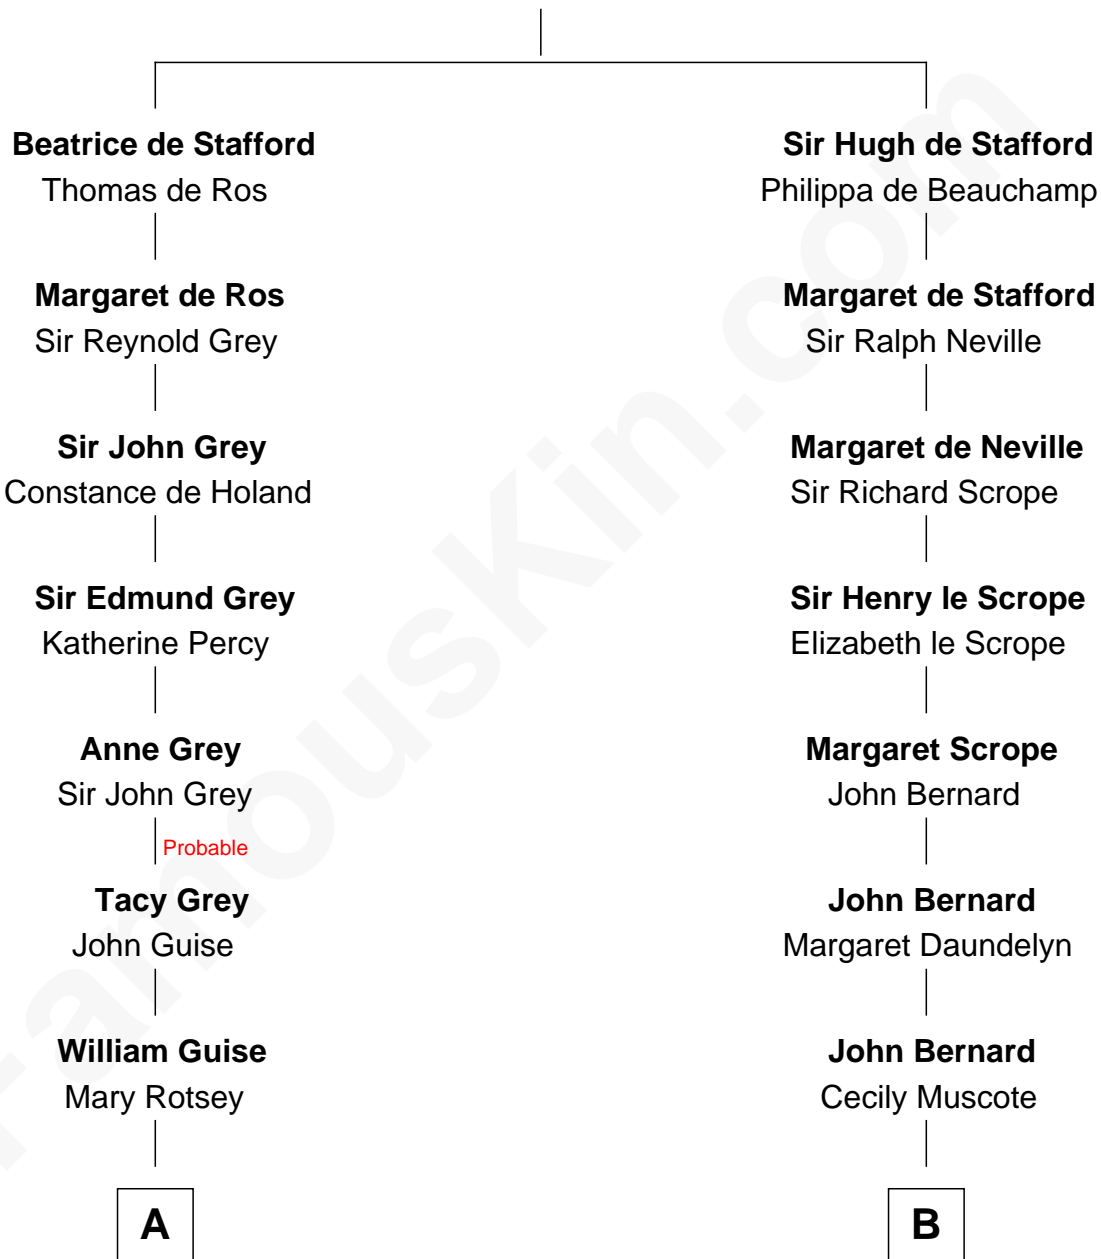 Beatrice de Stafford
Thomas de Ros
Margaret de Ros
Sir Reynold Grey
Sir John Grey
Constance de Holand
Sir Edmund Grey
Katherine Percy
Anne Grey
Sir John Grey
Probable
Tacy Grey
John Guise
William Guise
Mary Rotsey
A
Sir Hugh de Stafford
Philippa de Beauchamp
Margaret de Stafford
Sir Ralph Neville
Margaret de Neville
Sir Richard Scrope
Sir Henry le Scrope
Elizabeth le Scrope
Margaret Scrope
John Bernard
John Bernard
Margaret Daundelyn
John Bernard
Cecily Muscote
B
FamousKin.com